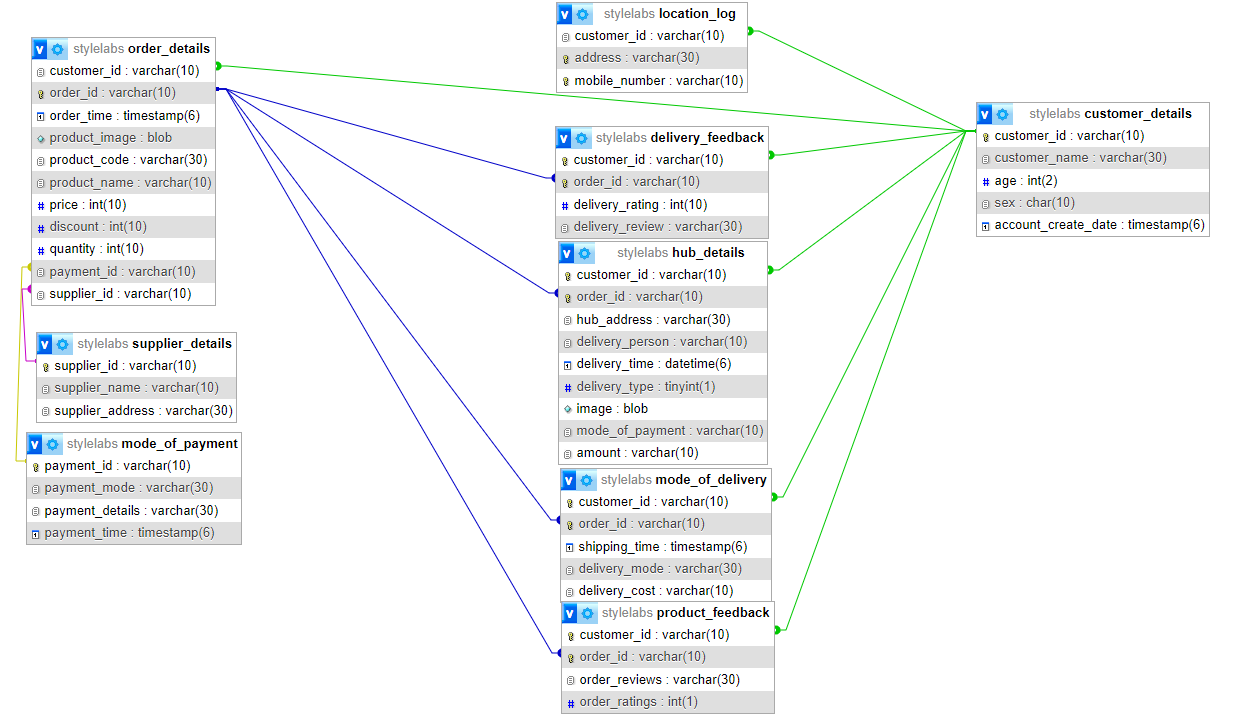 stylelabs order_details
customer_id : varchar(10)
order_id : varchar(10)
order_time : timestamp(6)
product_image : blob
product_code : varchar(30)
product_name : varchar(10)
price : int(10)
discount : int(10)
quantity : int(10)
payment_id : varchar(10)
supplier_id : varchar(10)
stylelabs supplier_details
supplier_id : varchar(10)
supplier_name : varchar(10)
supplier_address : varchar(30)
stylelabs mode_of_payment
payment_id : varchar(10)
payment_mode : varchar(30)
payment_details : varchar(30)
payment_time : timestamp(6)
stylelabs location_log
customer_id : varchar(10)
address : varchar(30)
mobile_number : varchar(10)
stylelabs delivery_feedback
customer_id : varchar(10)
order_id : varchar(10)
delivery_rating : int(10)
delivery_review : varchar(30)
stylelabs hub_details
customer_id : varchar(10)
order_id : varchar(10)
hub_address : varchar(30)
delivery_person : varchar(10)
delivery_time : datetime(6)
delivery_type : tinyint(1)
image : blob
mode_of_payment : varchar(10)
amount : varchar(10)
stylelabs mode_of_delivery
customer_id : varchar(10)
order_id : varchar(10)
shipping_time : timestamp(6)
delivery_mode : varchar(30)
delivery_cost : varchar(10)
stylelabs product_feedback
customer_id : varchar(10)
order_id : varchar(10)
order_reviews : varchar(30)
order_ratings : int(1)
stylelabs customer_details
customer_id : varchar(10)
customer_name : varchar(30)
age : int(2)
sex : char(10)
account_create_date : timestamp(6)